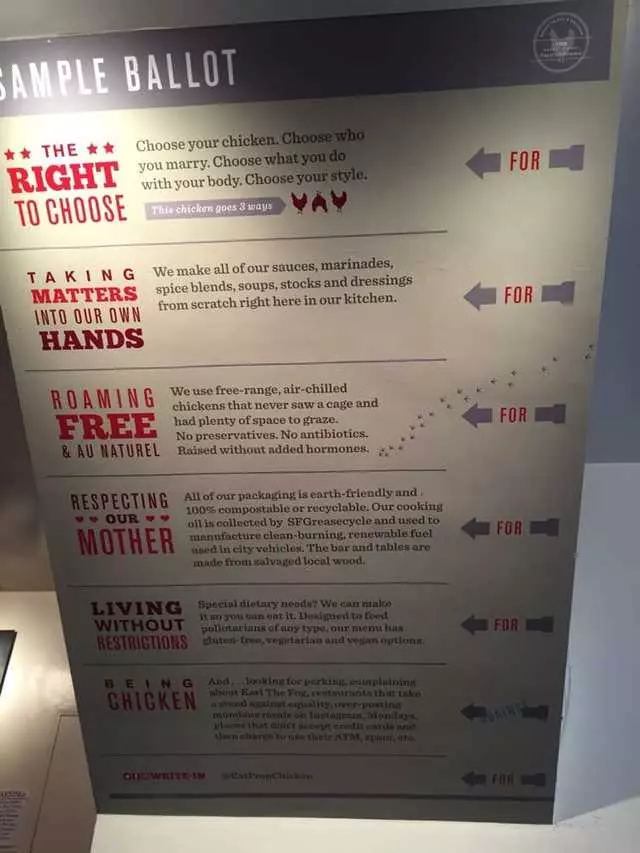 SAMPLE BALLOT
★★ THE ★★
RIGHT
TO CHOOSE
Choose your chicken. Choose who
you marry. Choose what you do
with your body. Choose your style.
This chicken goes 3 ways
FOR
TAKING
MATTERS
INTO OUR OWN
HANDS
We make all of our sauces, marinades,
spice blends, soups, stocks and dressings
from scratch right here in our kitchen.
FOR
ROAMING
FREE
& AU NATUREL
We use free-range, air-chilled
chickens that never saw a cage and
had plenty of space to graze.
No preservatives. No antibiotics.
Raised without added hormones.
FOR
RESPECTING
♥♥ OUR ♥♥
MOTHER
All of our packaging is earth-friendly and
100% compostable or recyclable. Our cooking
oil is collected by SFGreasecycle and used to
manufacture clean-burning, renewable fuel
used in city vehicles. The bar and tables are
made from salvaged local wood.
FOR
LIVING
WITHOUT
RESTRICTIONS
Special dietary needs? We can make
it so you can eat it. Designed to feed
pollotarians of any type, our menu has
gluten-free, vegetarian and vegan options.
FOR
BEING
CHICKEN
And... looking for parking, complaining
about Karl The Fog, restaurants that take
a stand against equality, over-posting
mundane meals on Instagram, Mondays,
places that don't accept credit cards and
then charge to use their ATM, spam, etc.
AGAINST
WRITE-IN
@EatPropChicken
FOR
WARNING